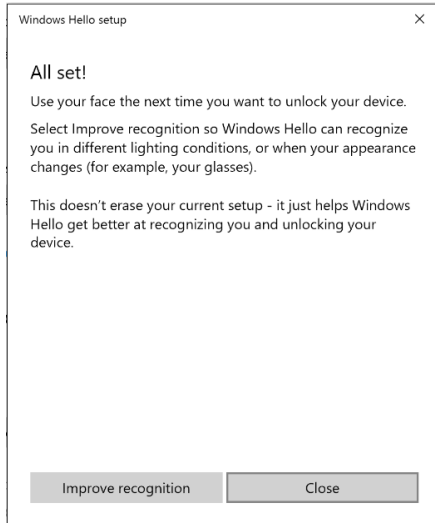 Windows Hello setup
All set!
Use your face the next time you want to unlock your device.
Select Improve recognition so Windows Hello can recognize
you in different lighting conditions, or when your appearance
changes (for example, your glasses).
This doesn't erase your current setup - it just helps Windows
Hello get better at recognizing you and unlocking your
device.
Improve recognition
Close